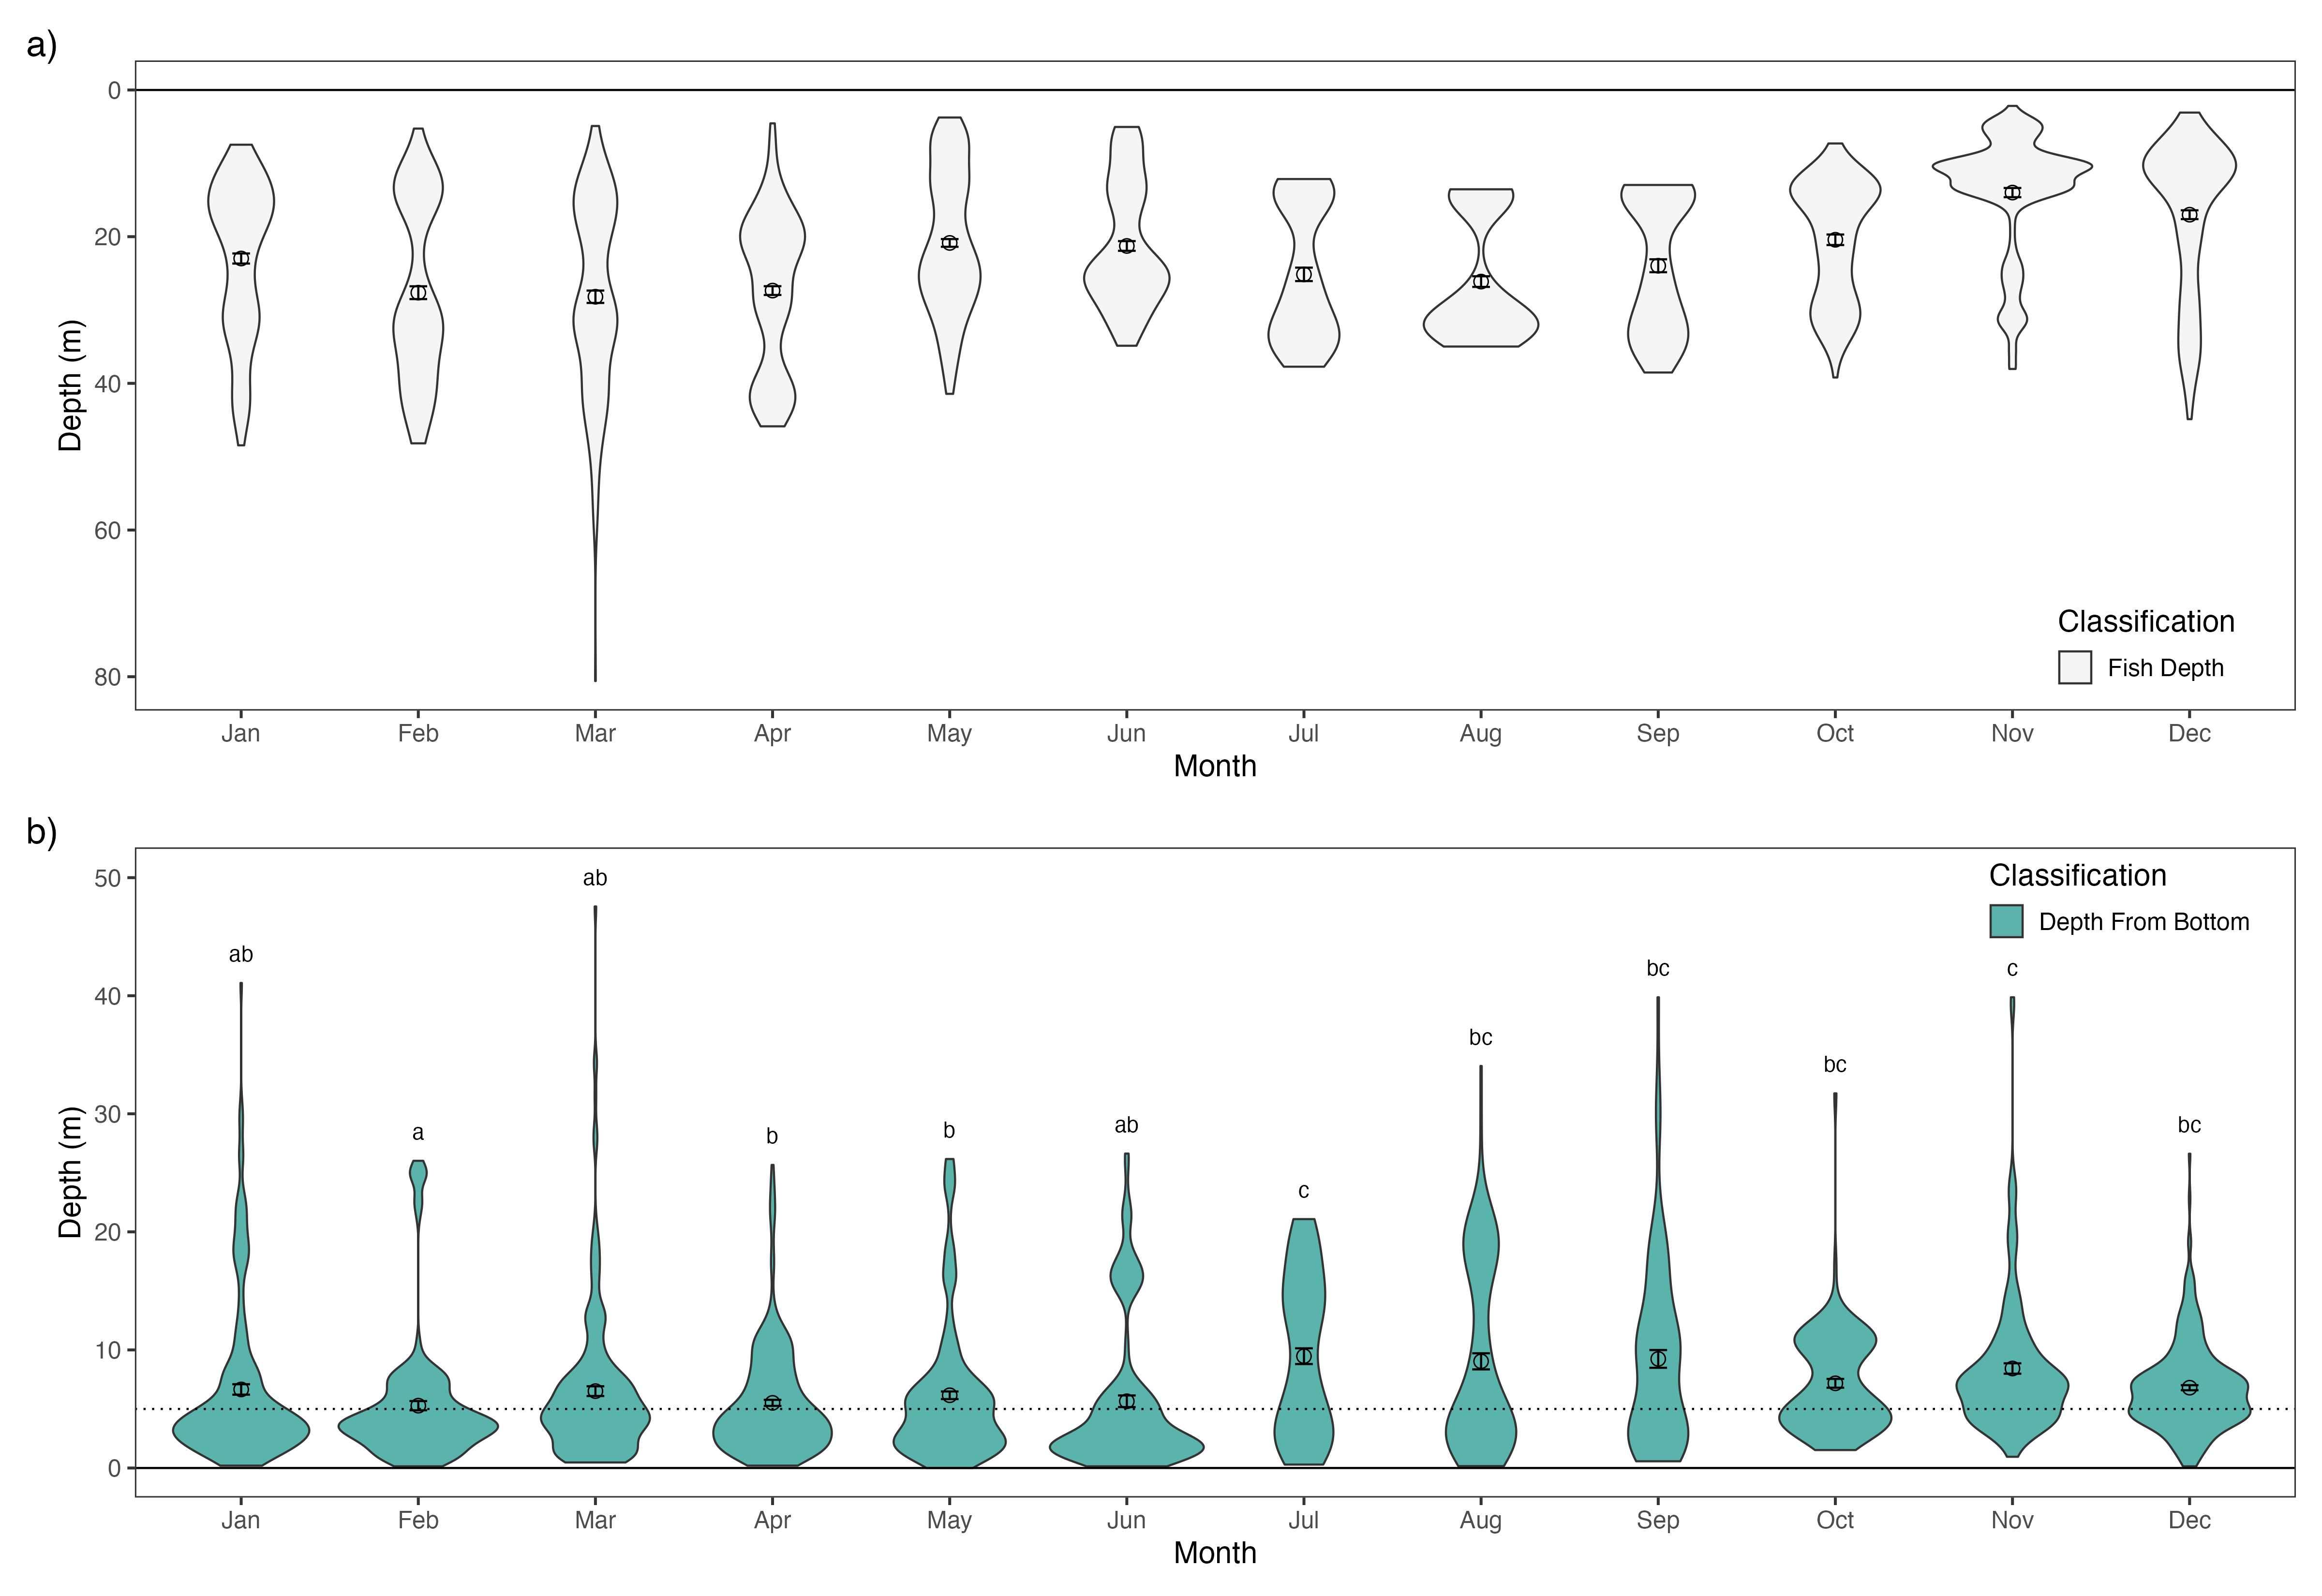 a)
0
20
40
60
80
Depth (m)
Classification
Fish Depth
Jan Feb Mar Apr May Jun Jul Aug Sep Oct Nov Dec
Month
b)
50
40
30
20
10
0
Depth (m)
Classification
Depth From Bottom
ab a ab b b ab c bc bc bc c bc
Jan Feb Mar Apr May Jun Jul Aug Sep Oct Nov Dec
Month